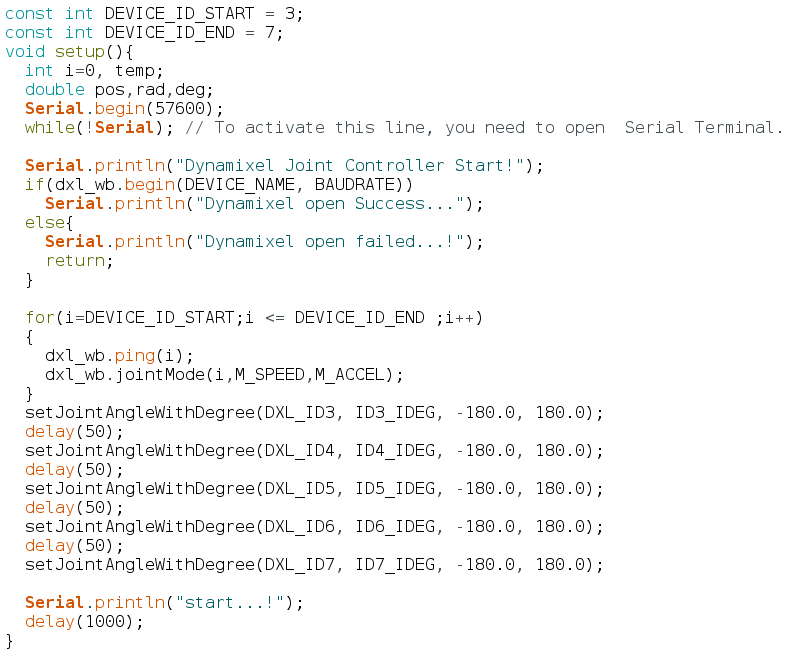 const int DEVICE_ID_START = 3;
const int DEVICE_ID_END = 7;
void setup(){
  int i=0, temp;
  double pos,rad,deg;
  Serial.begin(57600);
  while(!Serial); // To activate this line, you need to open  Serial Terminal.

  Serial.println("Dynamixel Joint Controller Start!");
  if(dxl_wb.begin(DEVICE_NAME, BAUDRATE))
    Serial.println("Dynamixel open Success...");
  else{
    Serial.println("Dynamixel open failed...!");
    return;
  }

  for(i=DEVICE_ID_START;i <= DEVICE_ID_END ;i++)
  {
    dxl_wb.ping(i);
    dxl_wb.jointMode(i,M_SPEED,M_ACCEL);
  }
  setJointAngleWithDegree(DXL_ID3, ID3_IDEG, -180.0, 180.0);
  delay(50);
  setJointAngleWithDegree(DXL_ID4, ID4_IDEG, -180.0, 180.0);
  delay(50);
  setJointAngleWithDegree(DXL_ID5, ID5_IDEG, -180.0, 180.0);
  delay(50);
  setJointAngleWithDegree(DXL_ID6, ID6_IDEG, -180.0, 180.0);
  delay(50);
  setJointAngleWithDegree(DXL_ID7, ID7_IDEG, -180.0, 180.0);

  Serial.println("start...!");
  delay(1000);
}